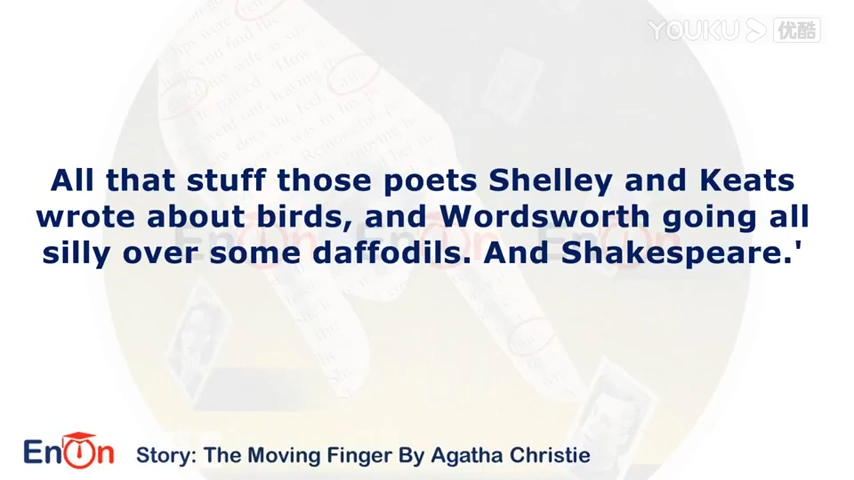 YOUKU 优酷
All that stuff those poets Shelley and Keats
wrote about birds, and Wordsworth going all
silly over some daffodils. And Shakespeare.'
EnOn
Story: The Moving Finger By Agatha Christie